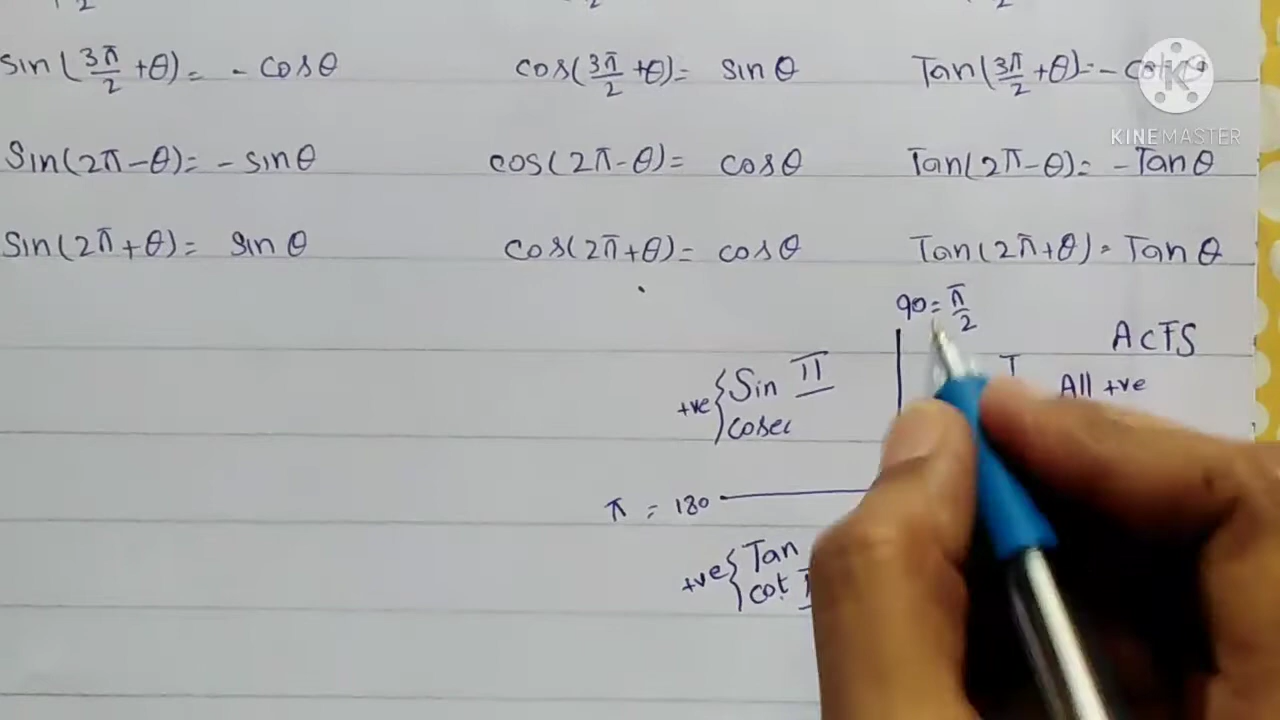 sin(3π/2 +θ)= - cosθ cos(3π/2 +θ)= sinθ Tan(3π/2 +θ)=-
KINEMASTER
Sin(2π-θ)= - sinθ cos(2π-θ)= cosθ Tan(2π-θ)= -Tanθ
Sin(2π+θ)= sinθ cos(2π+θ)= cosθ Tan(2π+θ)= Tanθ
90=π/2
ACTS
+ve { Sin II I All +ve
cosec
π = 180
+ve { Tan
cot